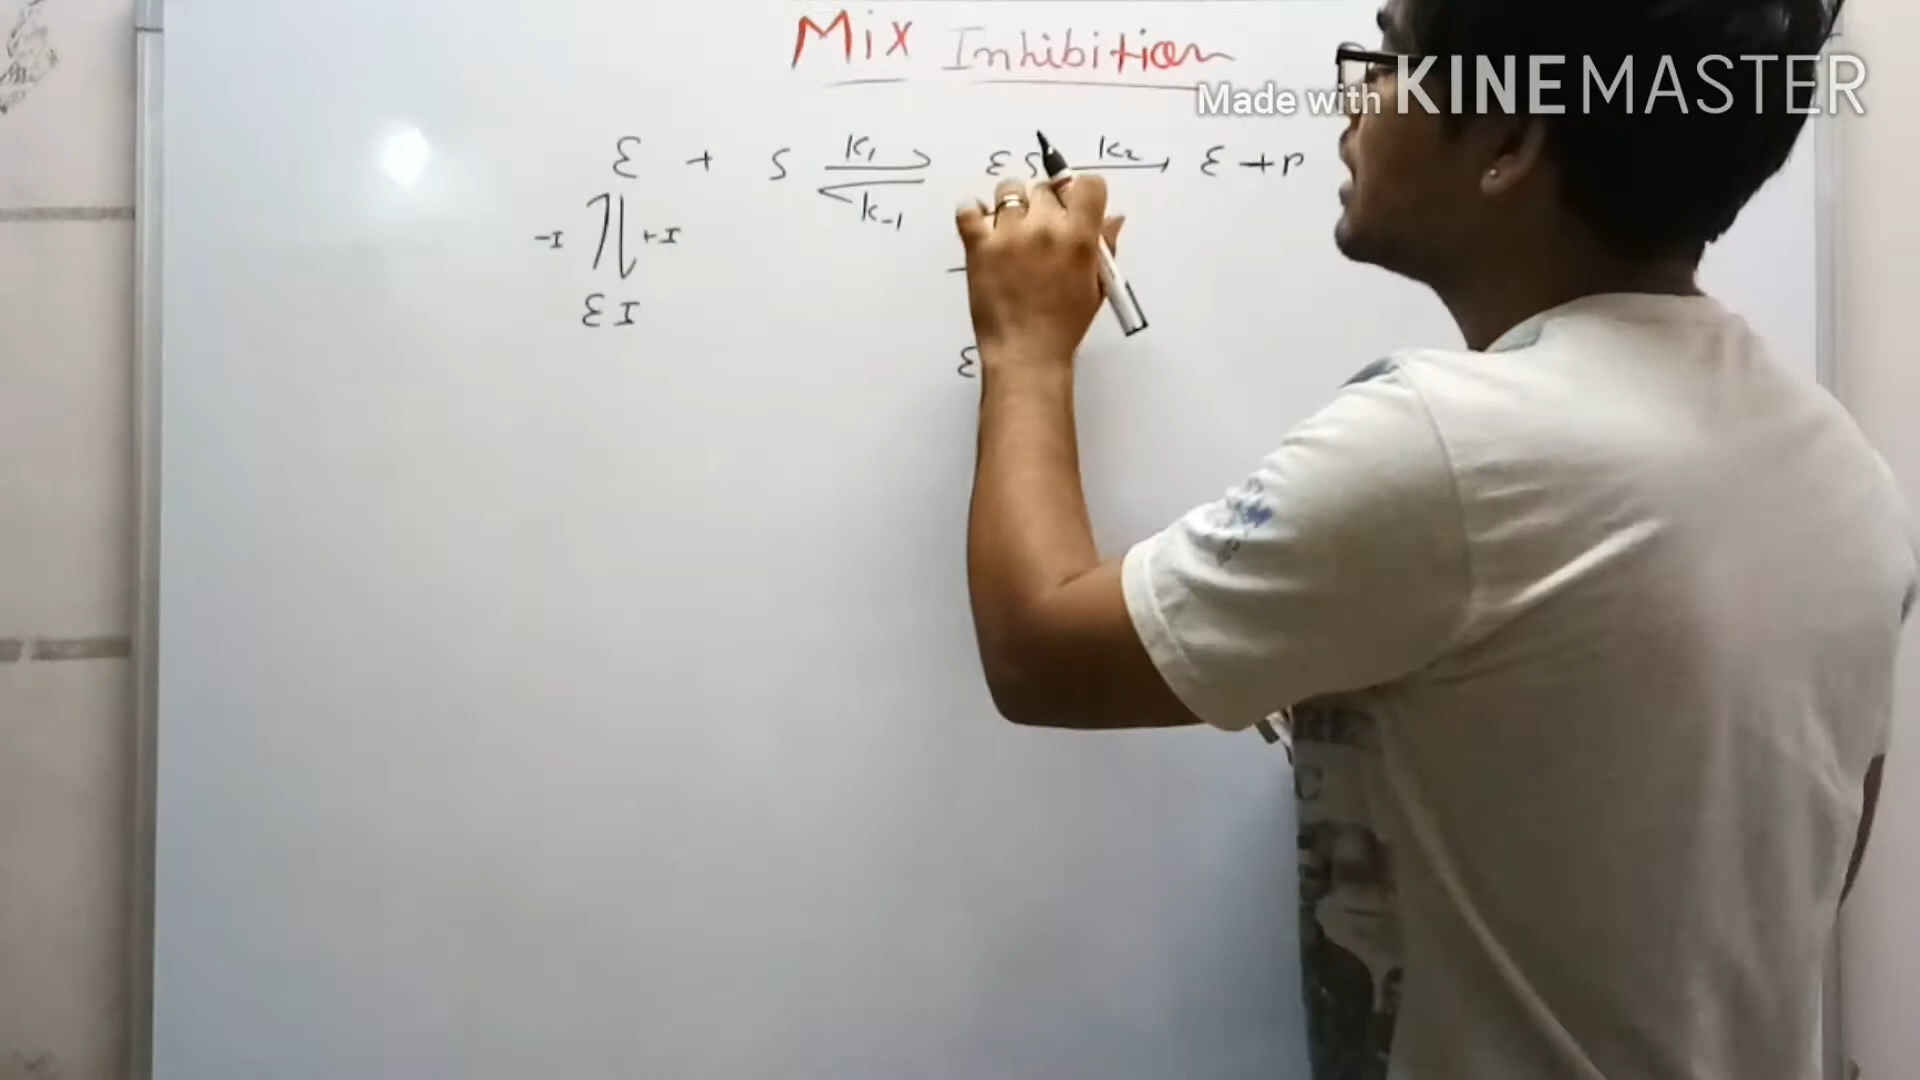 Mix Inhibition
Made with KINEMASTER
E + S k1 ⇌ k-1 ES k2 → E + P
-I +I
EI
E